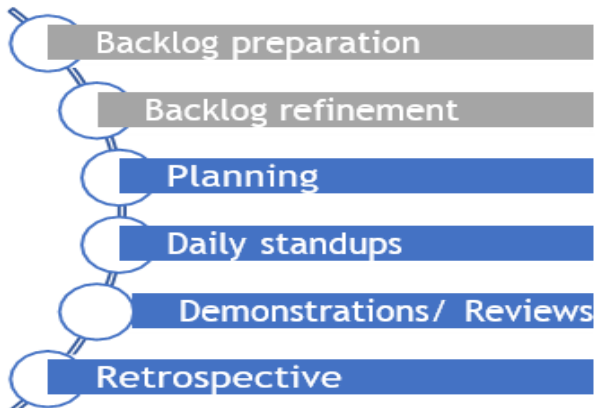 Backlog preparation
Backlog refinement
Planning
Daily standups
Demonstrations/ Reviews
Retrospective